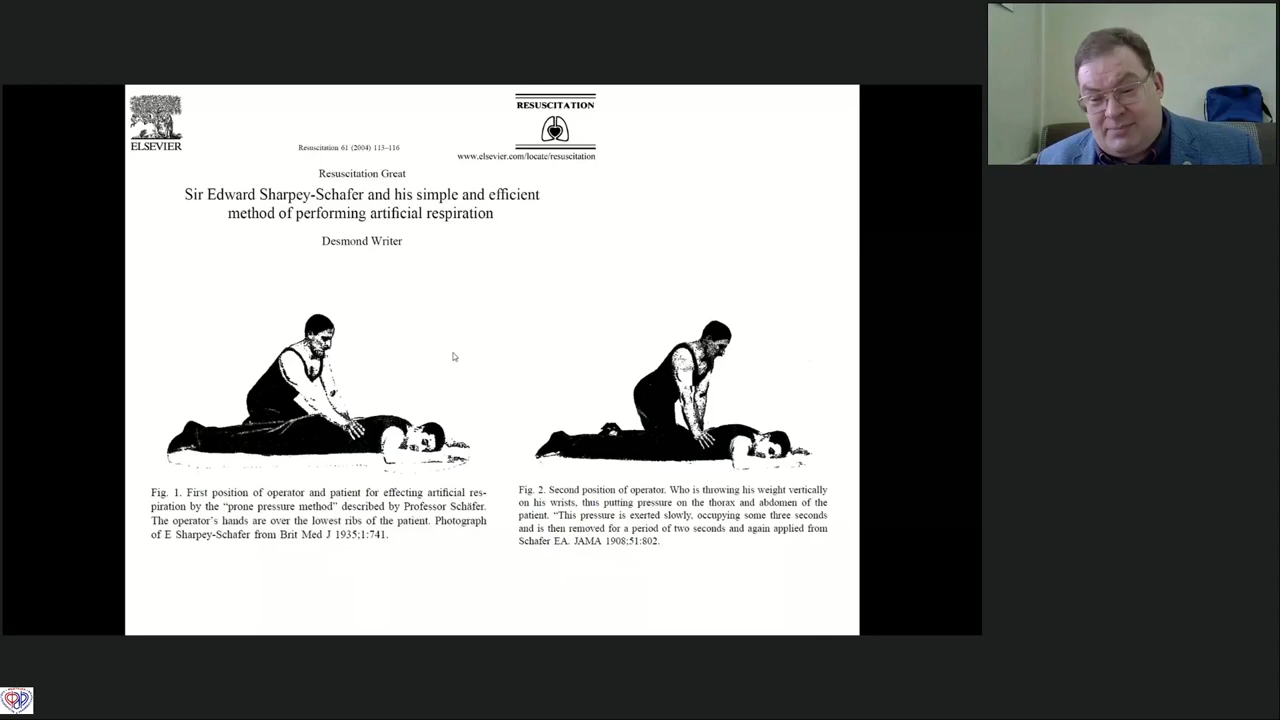 ELSEVIER
RESUSCITATION
Resuscitation 61 (2004) 113–116
www.elsevier.com/locate/resuscitation
Resuscitation Great
Sir Edward Sharpey-Schafer and his simple and efficient
method of performing artificial respiration
Desmond Writer
Fig. 1. First position of operator and patient for effecting artificial res-
piration by the “prone pressure method” described by Professor Schäfer.
The operator's hands are over the lowest ribs of the patient. Photograph
of E Sharpey-Schafer from Brit Med J 1935;1:741.
Fig. 2. Second position of operator. Who is throwing his weight vertically
on his wrists, thus putting pressure on the thorax and abdomen of the
patient. “This pressure is exerted slowly, occupying some three seconds
and is then removed for a period of two seconds and again applied from
Schafer EA. JAMA 1908;51:802.